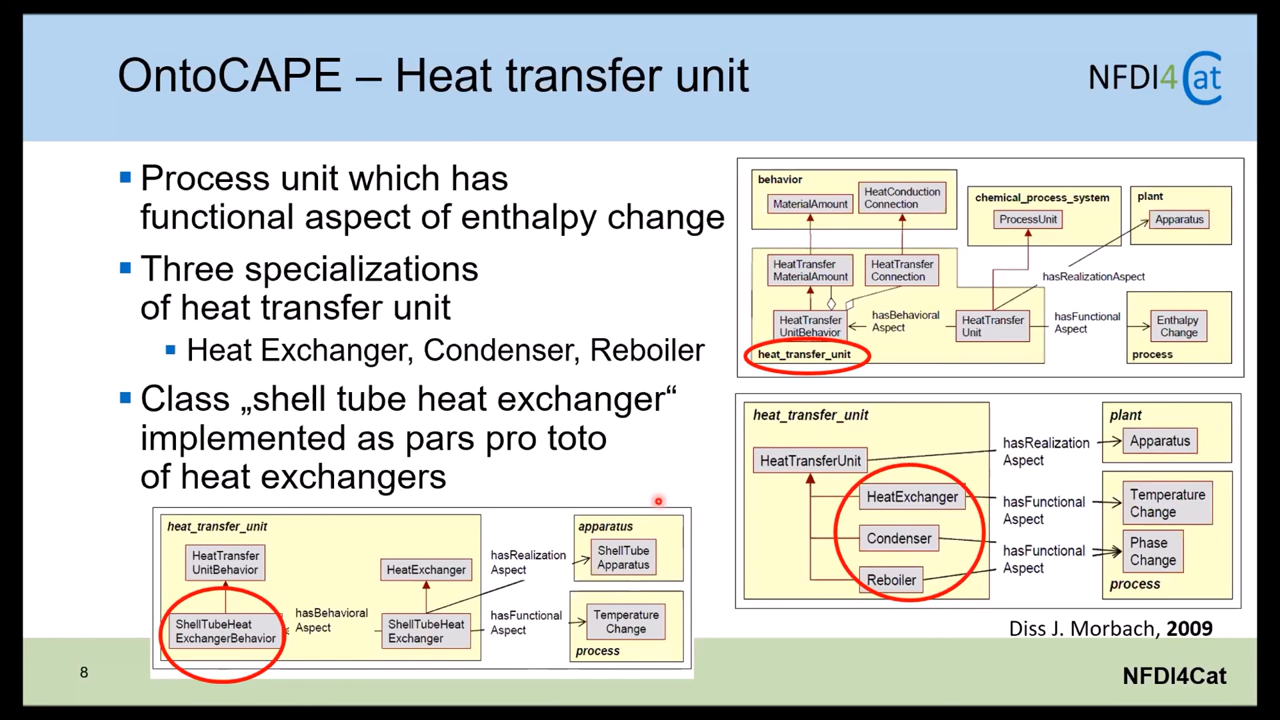 OntoCAPE – Heat transfer unit
NFDI4Cat
Process unit which has
functional aspect of enthalpy change
Three specializations
of heat transfer unit
Heat Exchanger, Condenser, Reboiler
Class „shell tube heat exchanger“
implemented as pars pro toto
of heat exchangers
behavior
MaterialAmount
HeatConduction
Connection
chemical_process_system
ProcessUnit
plant
Apparatus
HeatTransfer
MaterialAmount
HeatTransfer
Connection
hasRealizationAspect
HeatTransfer
UnitBehavior
hasBehavioral
Aspect
HeatTransfer
Unit
hasFunctional
Aspect
Enthalpy
Change
heat_transfer_unit
process
heat_transfer_unit
plant
HeatTransferUnit
hasRealization
Aspect
Apparatus
HeatExchanger
hasFunctional
Aspect
Temperature
Change
Condenser
hasFunctional
Aspect
Phase
Change
Reboiler
process
heat_transfer_unit
apparatus
HeatTransfer
UnitBehavior
HeatExchanger
hasRealization
Aspect
ShellTube
Apparatus
ShellTubeHeat
ExchangerBehavior
hasBehavioral
Aspect
ShellTubeHeat
Exchanger
hasFunctional
Aspect
Temperature
Change
process
Diss J. Morbach, 2009
8
NFDI4Cat